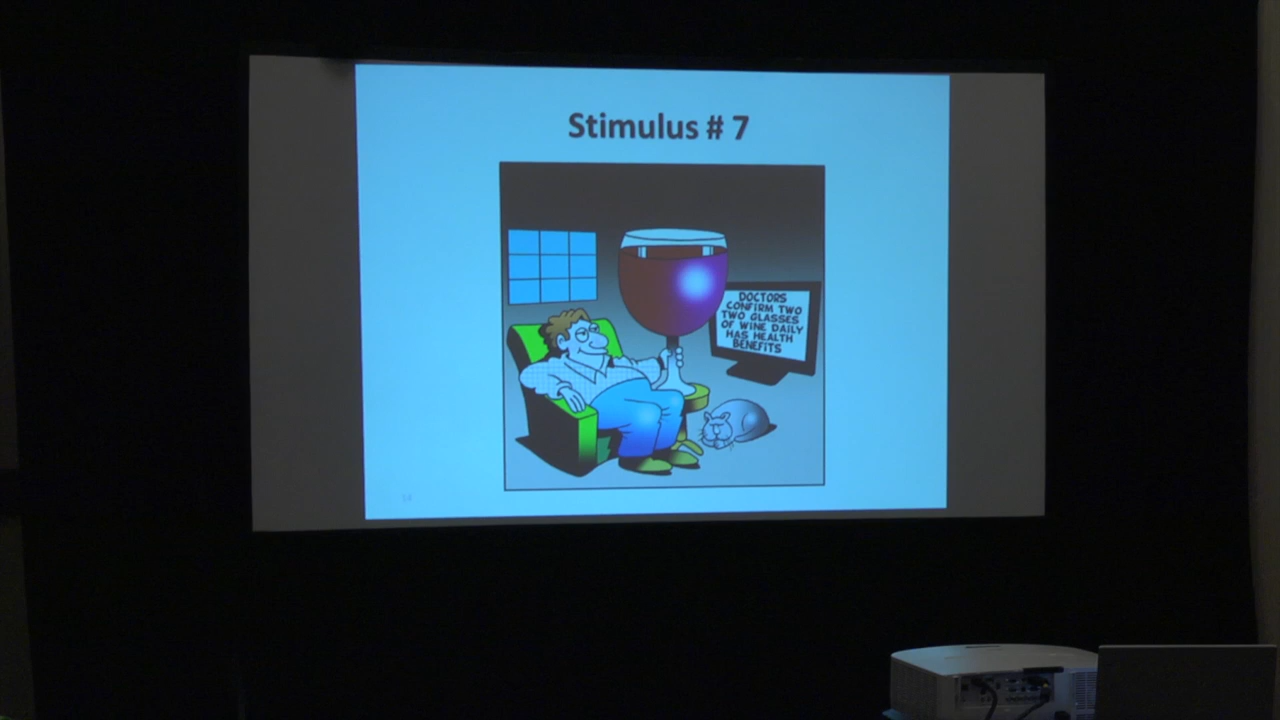 Stimulus # 7
DOCTORS
CONFIRM TWO
TWO GLASSES
OF WINE DAILY
HAS HEALTH
BENEFITS